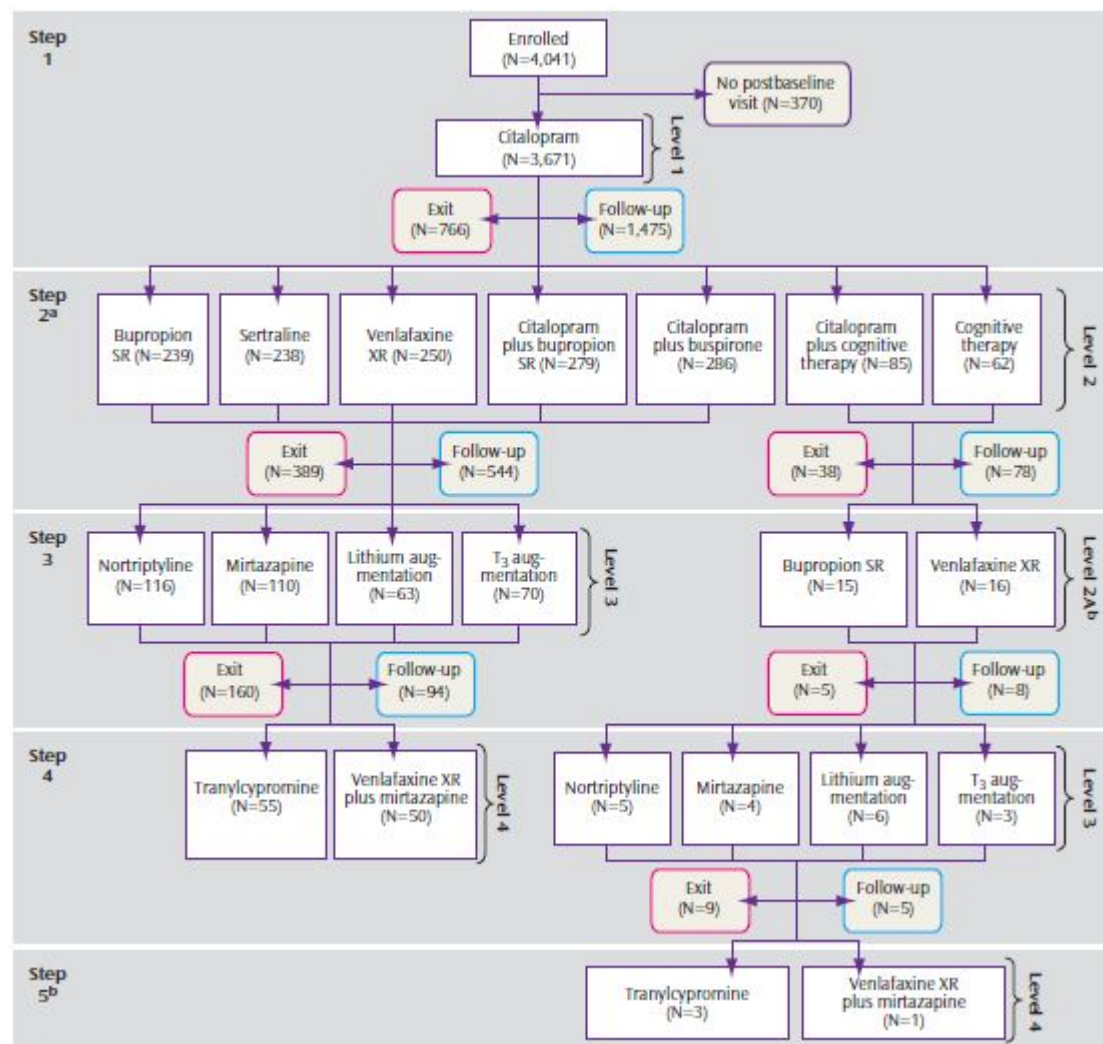 Step
1
Enrolled
(N=4,041)
No postbaseline
visit (N=370)
Citalopram
(N=3,671)
Level 1
Exit
(N=766)
Follow-up
(N=1,475)
Step
2a
Bupropion
SR (N=239)
Sertraline
(N=238)
Venlafaxine
XR (N=250)
Citalopram
plus bupropion
SR (N=279)
Citalopram
plus buspirone
(N=286)
Citalopram
plus cognitive
therapy (N=85)
Cognitive
therapy
(N=62)
Level 2
Exit
(N=389)
Follow-up
(N=544)
Exit
(N=38)
Follow-up
(N=78)
Step
3
Nortriptyline
(N=116)
Mirtazapine
(N=110)
Lithium aug-
mentation
(N=63)
T3 aug-
mentation
(N=70)
Level 3
Bupropion SR
(N=15)
Venlafaxine XR
(N=16)
Level 2Ab
Exit
(N=160)
Follow-up
(N=94)
Exit
(N=5)
Follow-up
(N=8)
Step
4
Tranylcypromine
(N=55)
Venlafaxine XR
plus mirtazapine
(N=50)
Level 4
Nortriptyline
(N=5)
Mirtazapine
(N=4)
Lithium aug-
mentation
(N=6)
T3 aug-
mentation
(N=3)
Level 3
Exit
(N=9)
Follow-up
(N=5)
Step
5b
Tranylcypromine
(N=3)
Venlafaxine XR
plus mirtazapine
(N=1)
Level 4